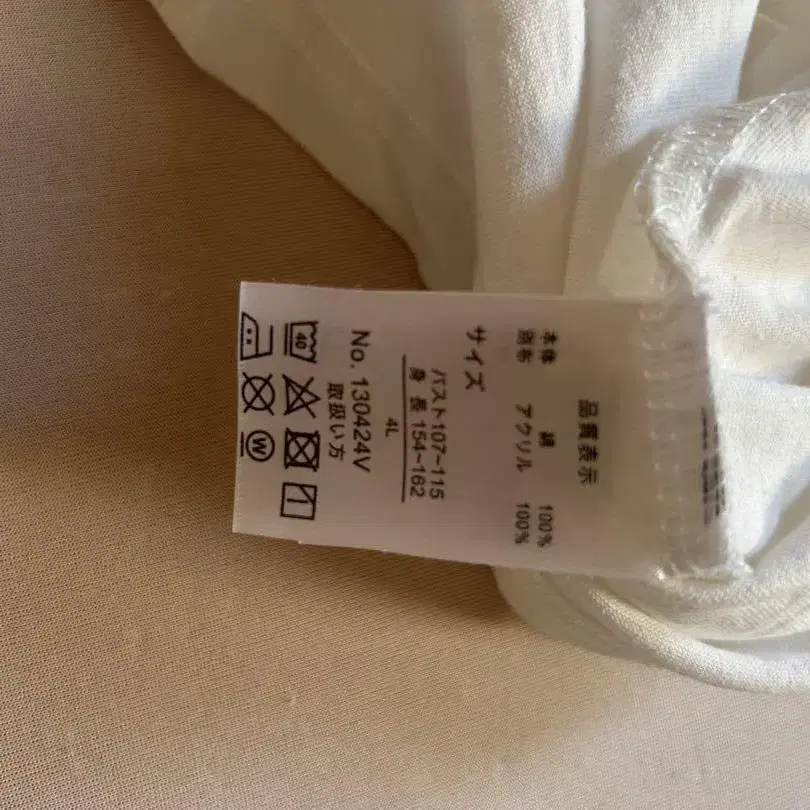 品質表示
本体 綿 100%
別布 アクリル 100%
サイズ
バスト107-115
身長154-162
4L
No. 130424V
取扱い方
40
W